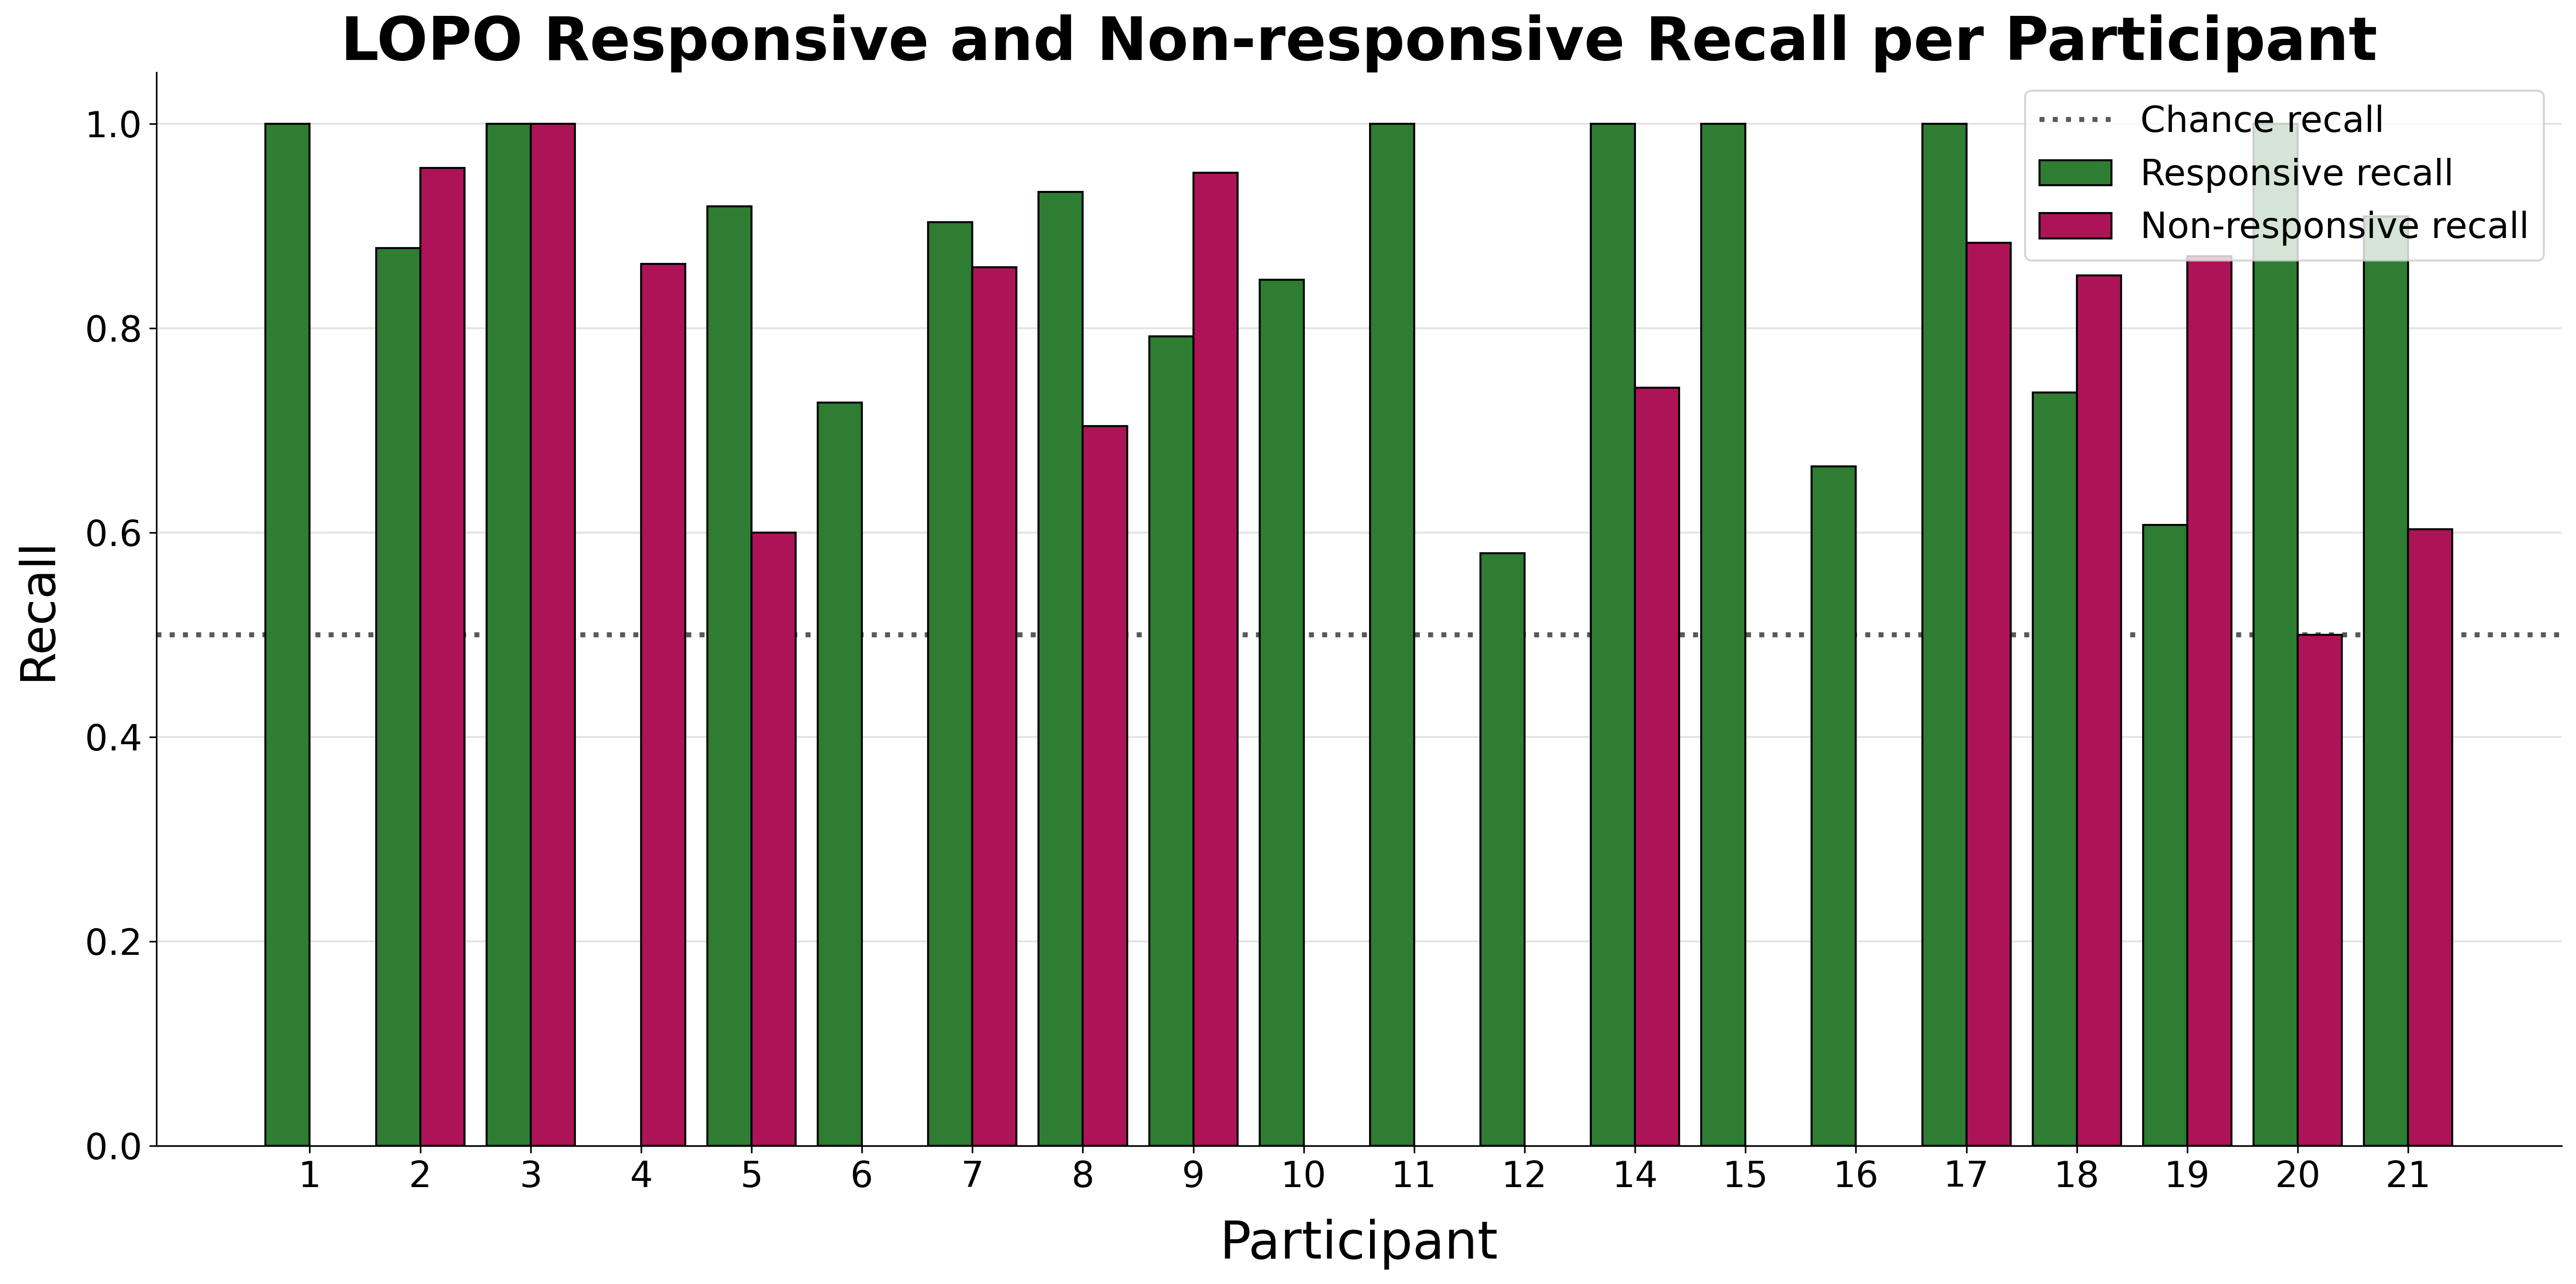 LOPO Responsive and Non-responsive Recall per Participant
Chance recall
Responsive recall
Non-responsive recall
1.0
0.8
0.6
0.4
0.2
0.0
Recall
1 2 3 4 5 6 7 8 9 10 11 12 14 15 16 17 18 19 20 21
Participant